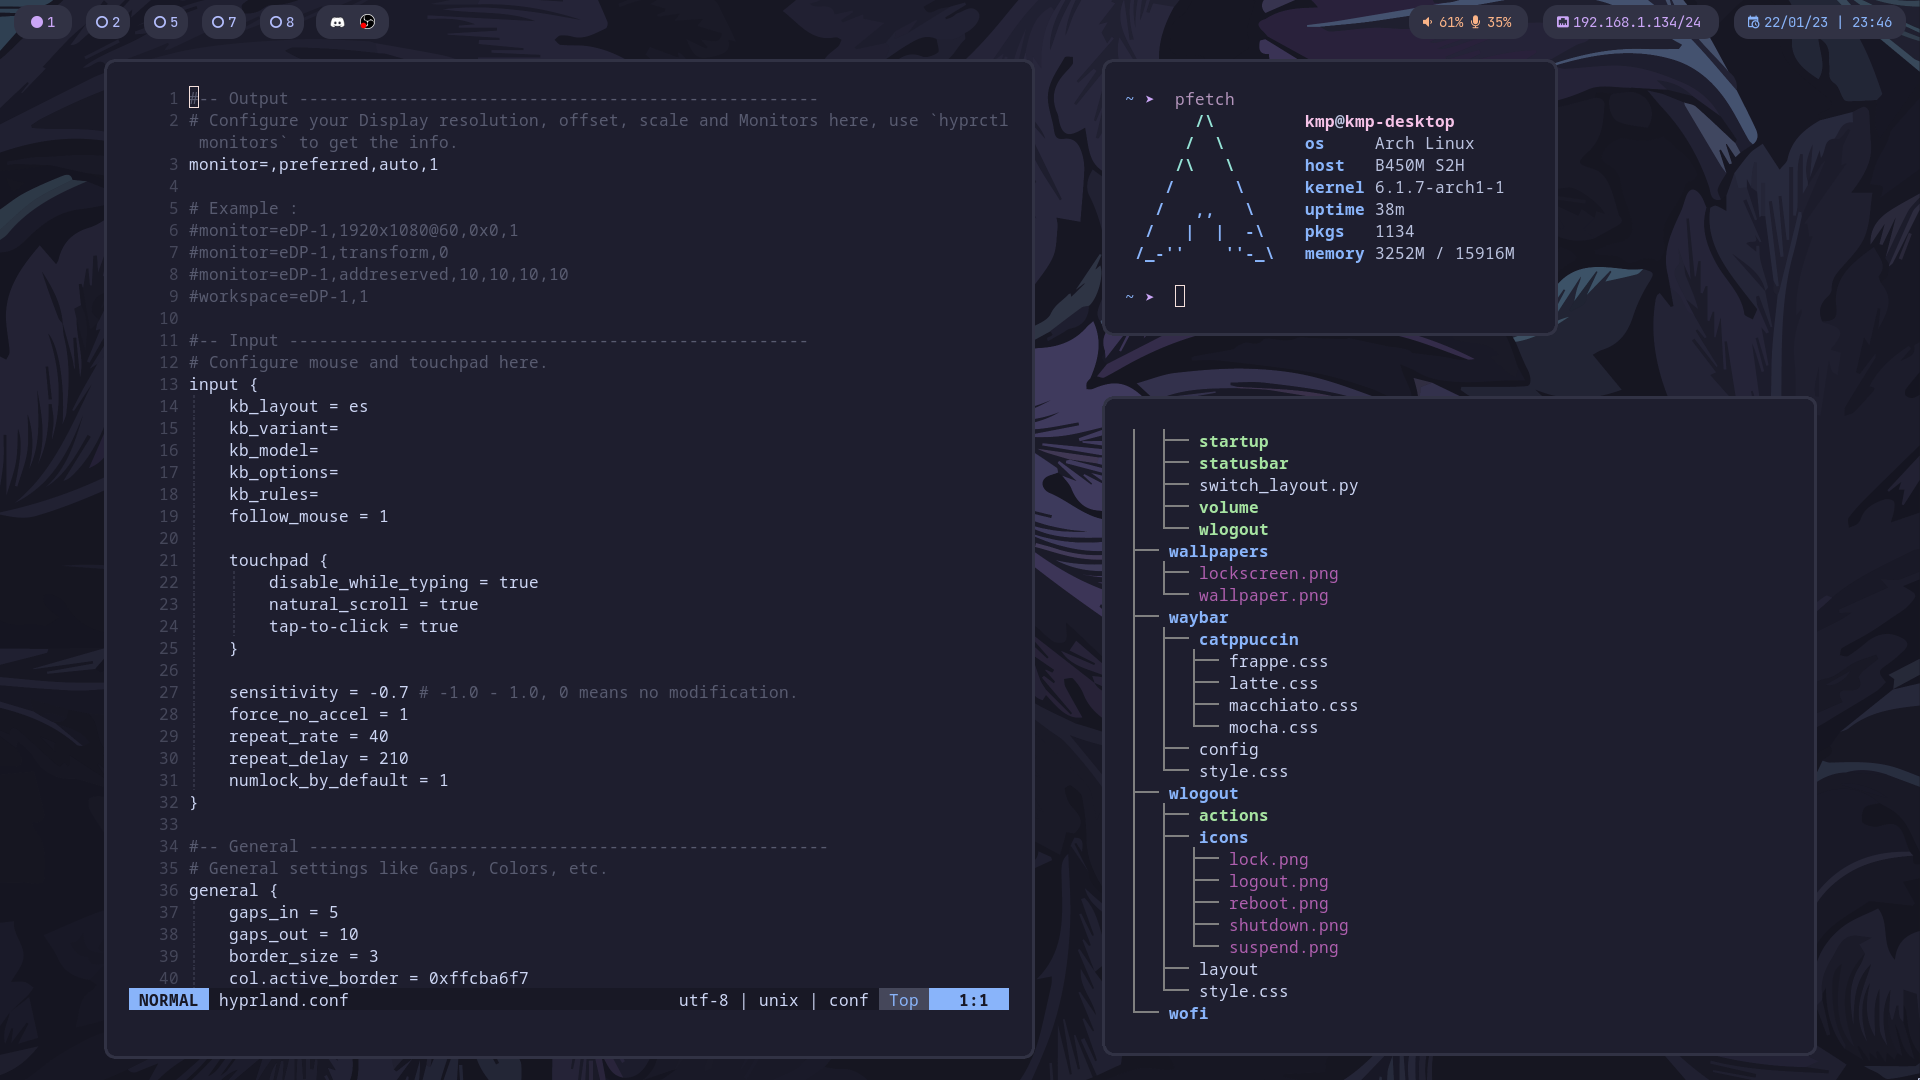 1 2 5 7 8
61% 35% 192.168.1.134/24 22/01/23 | 23:46
1 #-- Output ----------------------------------------------------
2 # Configure your Display resolution, offset, scale and Monitors here, use `hyprctl
monitors` to get the info.
3 monitor=,preferred,auto,1
4
5 # Example :
6 #monitor=eDP-1,1920x1080@60,0x0,1
7 #monitor=eDP-1,transform,0
8 #monitor=eDP-1,addreserved,10,10,10,10
9 #workspace=eDP-1,1
10
11 #-- Input ----------------------------------------------------
12 # Configure mouse and touchpad here.
13 input {
14     kb_layout = es
15     kb_variant=
16     kb_model=
17     kb_options=
18     kb_rules=
19     follow_mouse = 1
20
21     touchpad {
22         disable_while_typing = true
23         natural_scroll = true
24         tap-to-click = true
25     }
26
27     sensitivity = -0.7 # -1.0 - 1.0, 0 means no modification.
28     force_no_accel = 1
29     repeat_rate = 40
30     repeat_delay = 210
31     numlock_by_default = 1
32 }
33
34 #-- General ----------------------------------------------------
35 # General settings like Gaps, Colors, etc.
36 general {
37     gaps_in = 5
38     gaps_out = 10
39     border_size = 3
40     col.active_border = 0xffcba6f7
NORMAL hyprland.conf utf-8 | unix | conf Top 1:1
~ ➤ pfetch
      /\         kmp@kmp-desktop
     /  \        os     Arch Linux
    /\   \       host   B450M S2H
   /      \      kernel 6.1.7-arch1-1
  /   ,,   \     uptime 38m
 /   |  |  -\    pkgs   1134
/_-''    ''-_\   memory 3252M / 15916M
~ ➤
│  ├── startup
│  ├── statusbar
│  ├── switch_layout.py
│  ├── volume
│  └── wlogout
├── wallpapers
│  ├── lockscreen.png
│  └── wallpaper.png
├── waybar
│  ├── catppuccin
│  │  ├── frappe.css
│  │  ├── latte.css
│  │  ├── macchiato.css
│  │  └── mocha.css
│  ├── config
│  └── style.css
├── wlogout
│  ├── actions
│  ├── icons
│  │  ├── lock.png
│  │  ├── logout.png
│  │  ├── reboot.png
│  │  ├── shutdown.png
│  │  └── suspend.png
│  ├── layout
│  └── style.css
└── wofi